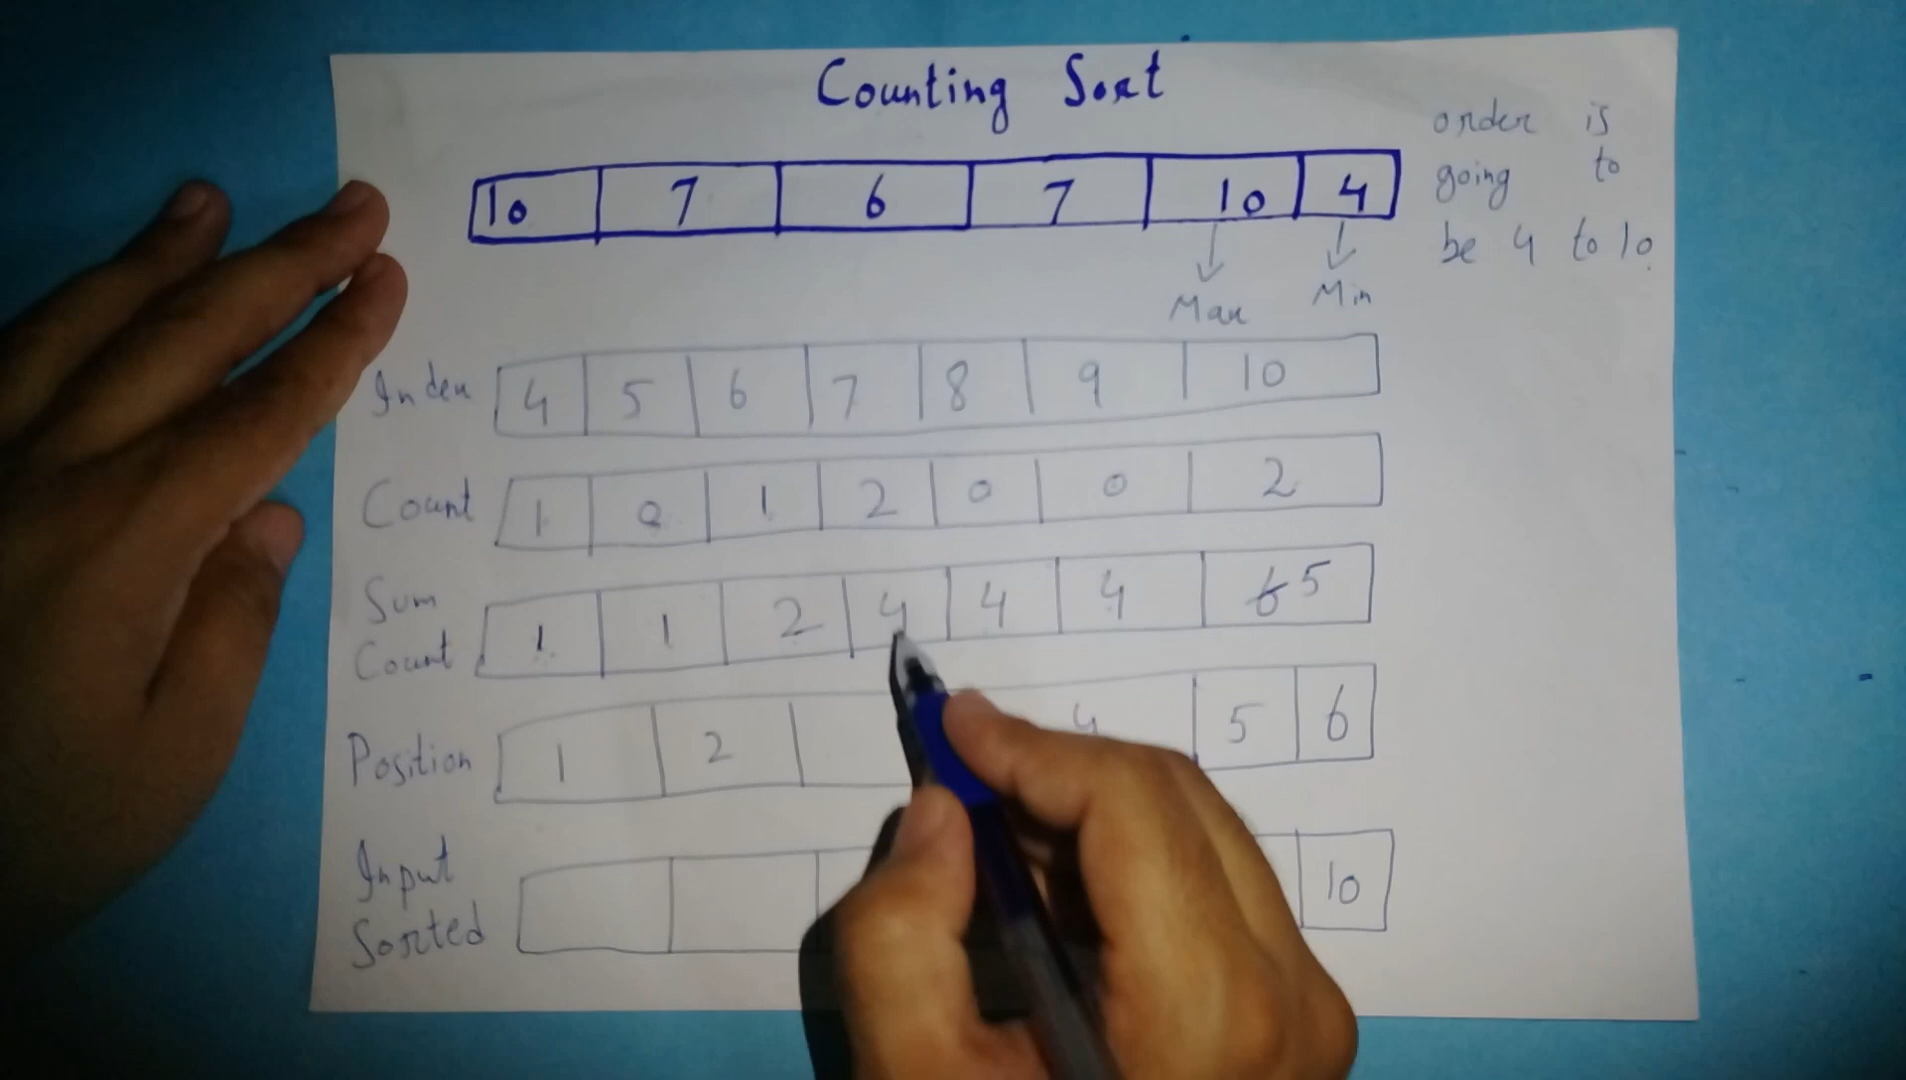 Counting Sort
10 7 6 7 10 4
order is
going to
be 4 to 10.
Max Min
Index 4 5 6 7 8 9 10
Count 1 0 1 2 0 0 2
Sum
Count 1 1 2 4 4 4 6 5
Position 1 2 4 5 6
Input
Sorted 10